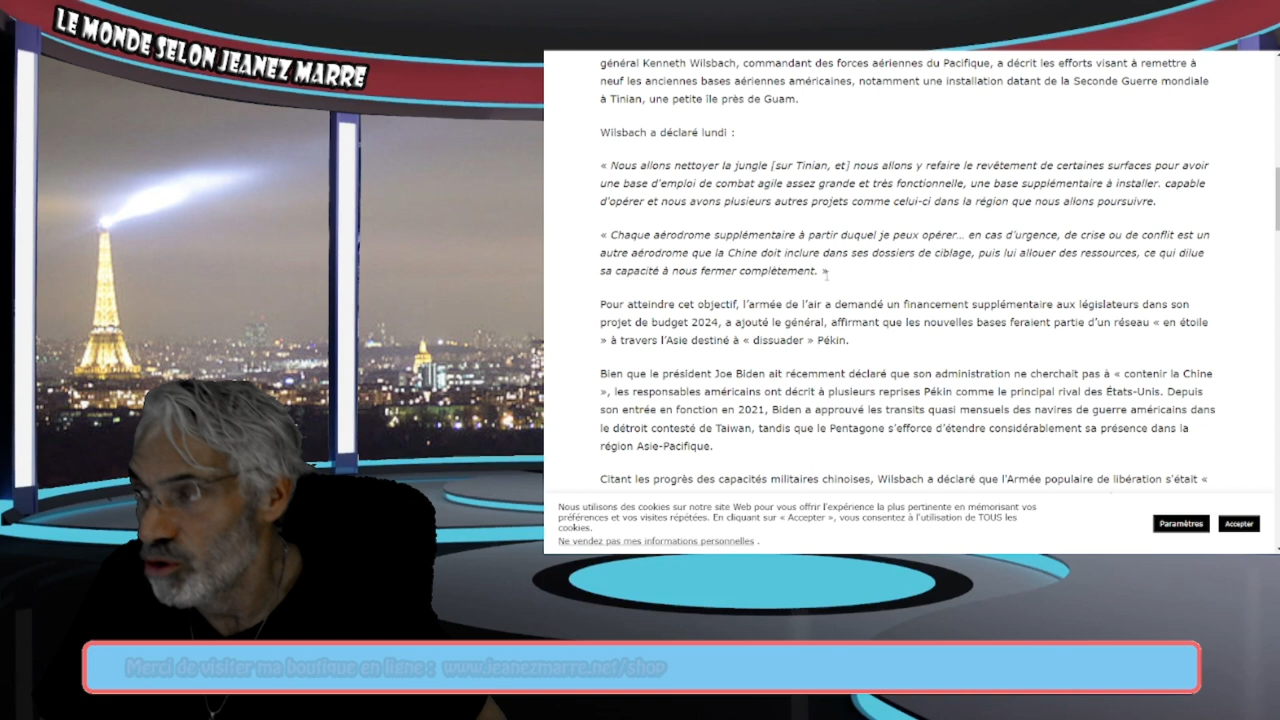 LE MONDE SELON JEANEZ MARRE
général Kenneth Wilsbach, commandant des forces aériennes du Pacifique, a décrit les efforts visant à remettre à
neuf les anciennes bases aériennes américaines, notamment une installation datant de la Seconde Guerre mondiale
à Tinian, une petite île près de Guam.
Wilsbach a déclaré lundi :
« Nous allons nettoyer la jungle [sur Tinian, et] nous allons y refaire le revêtement de certaines surfaces pour avoir
une base d'emploi de combat agile assez grande et très fonctionnelle, une base supplémentaire à installer. capable
d'opérer et nous avons plusieurs autres projets comme celui-ci dans la région que nous allons poursuivre.
« Chaque aérodrome supplémentaire à partir duquel je peux opérer… en cas d'urgence, de crise ou de conflit est un
autre aérodrome que la Chine doit inclure dans ses dossiers de ciblage, puis lui allouer des ressources, ce qui dilue
sa capacité à nous fermer complètement. »
Pour atteindre cet objectif, l'armée de l'air a demandé un financement supplémentaire aux législateurs dans son
projet de budget 2024, a ajouté le général, affirmant que les nouvelles bases feraient partie d'un réseau « en étoile
» à travers l'Asie destiné à « dissuader » Pékin.
Bien que le président Joe Biden ait récemment déclaré que son administration ne cherchait pas à « contenir la Chine
», les responsables américains ont décrit à plusieurs reprises Pékin comme le principal rival des États-Unis. Depuis
son entrée en fonction en 2021, Biden a approuvé les transits quasi mensuels des navires de guerre américains dans
le détroit contesté de Taiwan, tandis que le Pentagone s'efforce d'étendre considérablement sa présence dans la
région Asie-Pacifique.
Citant les progrès des capacités militaires chinoises, Wilsbach a déclaré que l'Armée populaire de libération s'était «
Nous utilisons des cookies sur notre site Web pour vous offrir l'expérience la plus pertinente en mémorisant vos
préférences et vos visites répétées. En cliquant sur « Accepter », vous consentez à l'utilisation de TOUS les
cookies.
Ne vendez pas mes informations personnelles .
Paramètres
Accepter
Merci de visiter ma boutique en ligne : www.jeanezmarre.net/shop